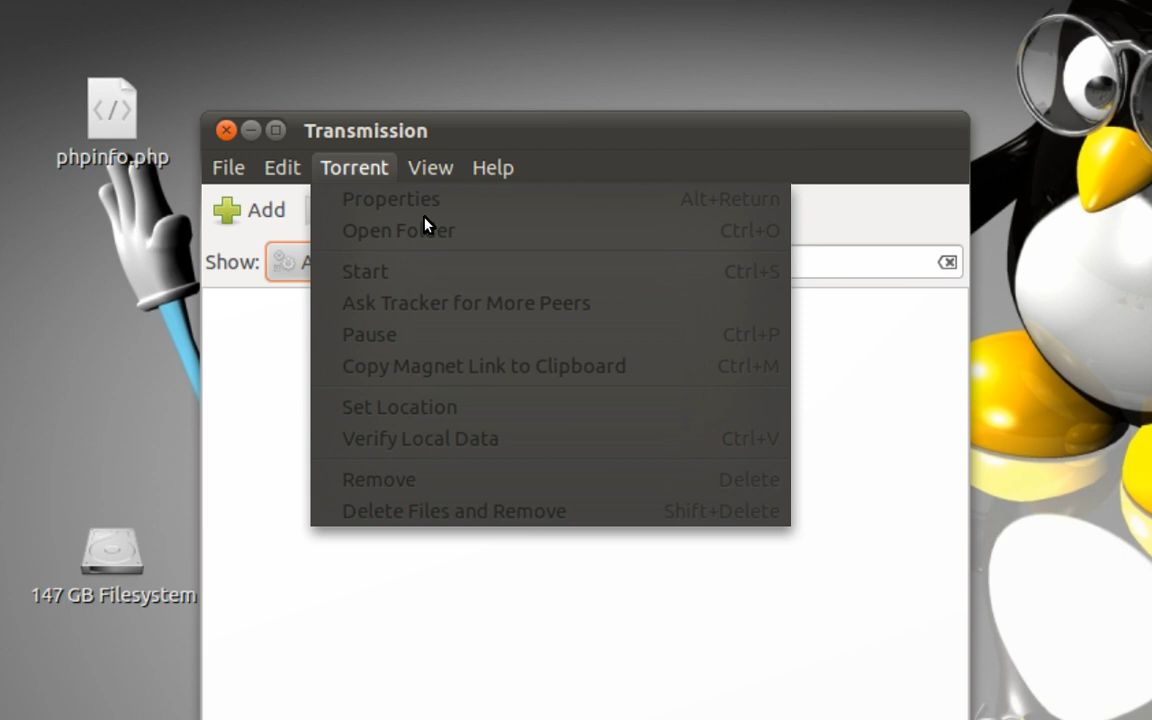 phpinfo.php
Transmission
File Edit Torrent View Help
Add
Show: A
Properties Alt+Return
Open Folder Ctrl+O
Start Ctrl+S
Ask Tracker for More Peers
Pause Ctrl+P
Copy Magnet Link to Clipboard Ctrl+M
Set Location
Verify Local Data Ctrl+V
Remove Delete
Delete Files and Remove Shift+Delete
147 GB Filesystem